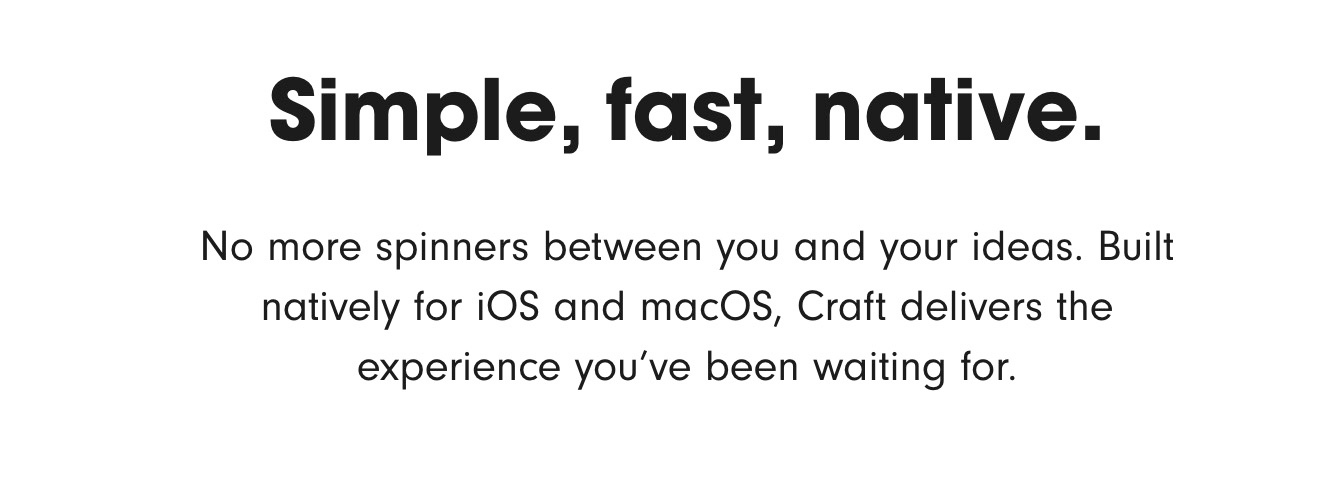 Simple, fast, native.
No more spinners between you and your ideas. Built
natively for iOS and macOS, Craft delivers the
experience you’ve been waiting for.